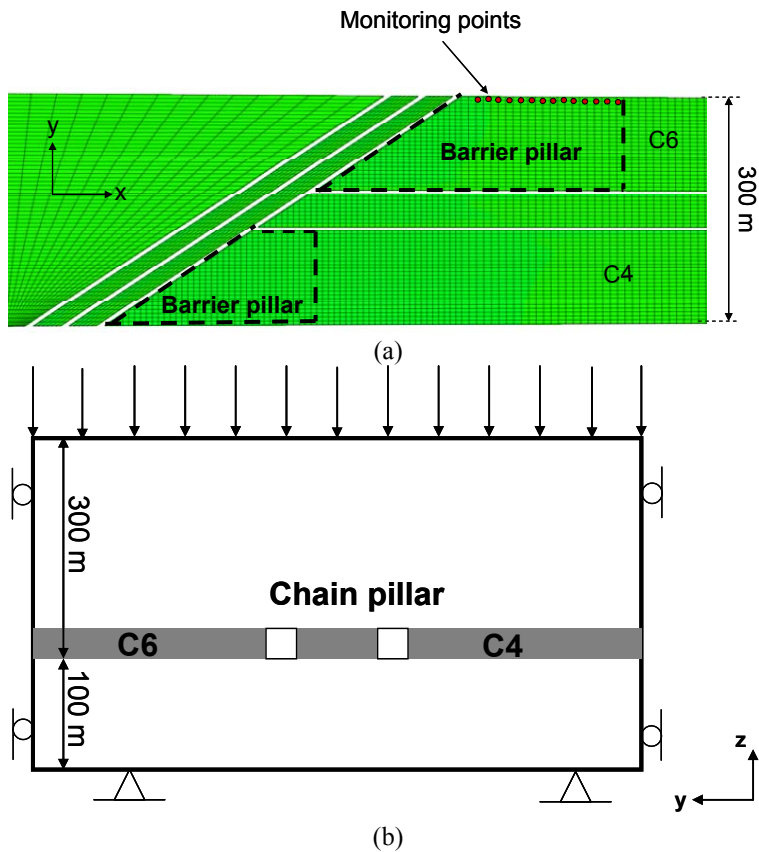 Monitoring points
y
x
Barrier pillar
C6
300 m
Barrier pillar
C4
(a)
300 m
Chain pillar
C6
C4
100 m
z
y
(b)